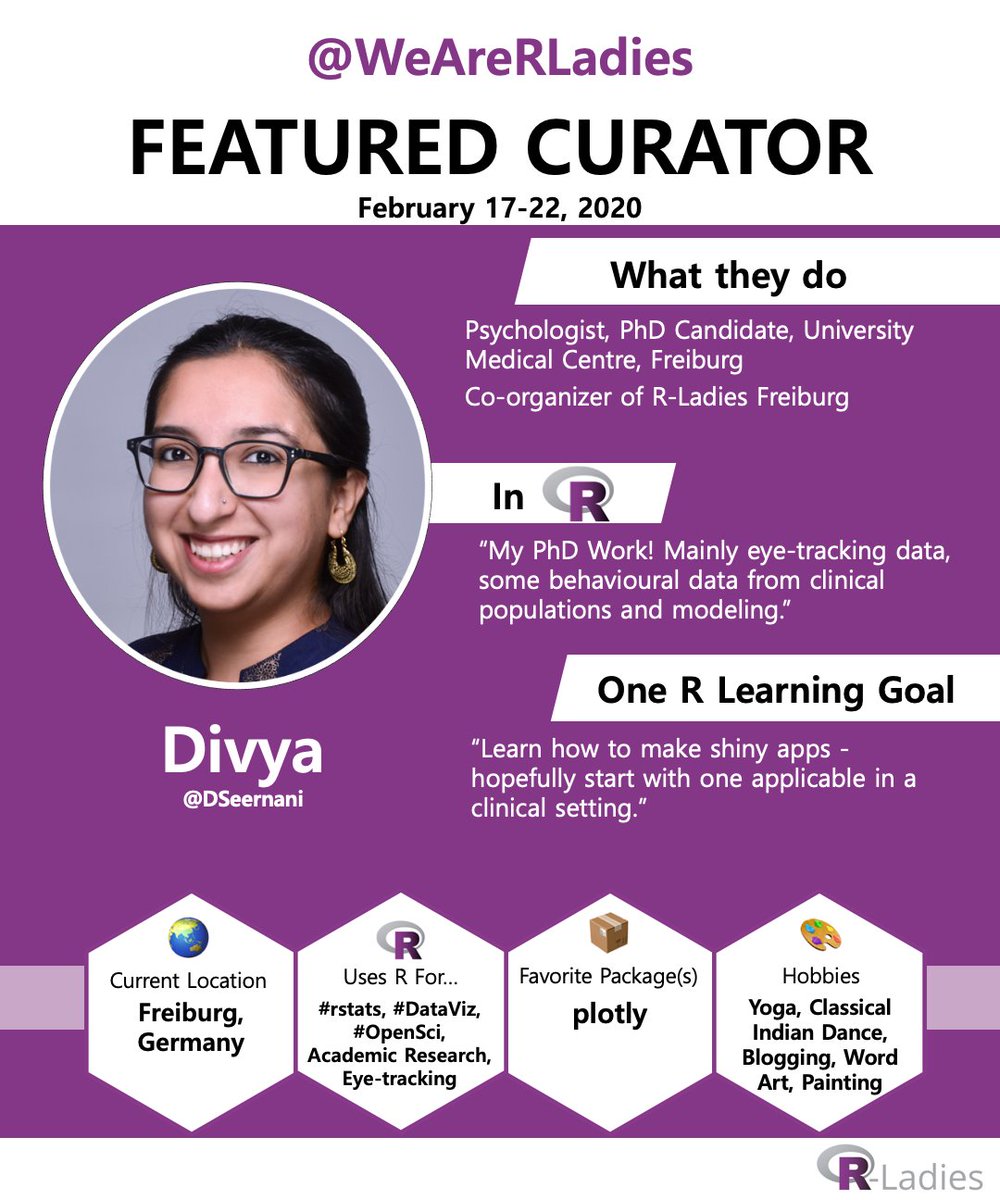 @WeAreRLadies
FEATURED CURATOR
February 17-22, 2020
What they do
Psychologist, PhD Candidate, University
Medical Centre, Freiburg
Co-organizer of R-Ladies Freiburg
In R
“My PhD Work! Mainly eye-tracking data,
some behavioural data from clinical
populations and modeling.”
One R Learning Goal
“Learn how to make shiny apps -
hopefully start with one applicable in a
clinical setting.”
Divya
@DSeernani
Current Location
Freiburg,
Germany
R
Uses R For...
#rstats, #DataViz,
#OpenSci,
Academic Research,
Eye-tracking
Favorite Package(s)
plotly
Hobbies
Yoga, Classical
Indian Dance,
Blogging, Word
Art, Painting
R-Ladies